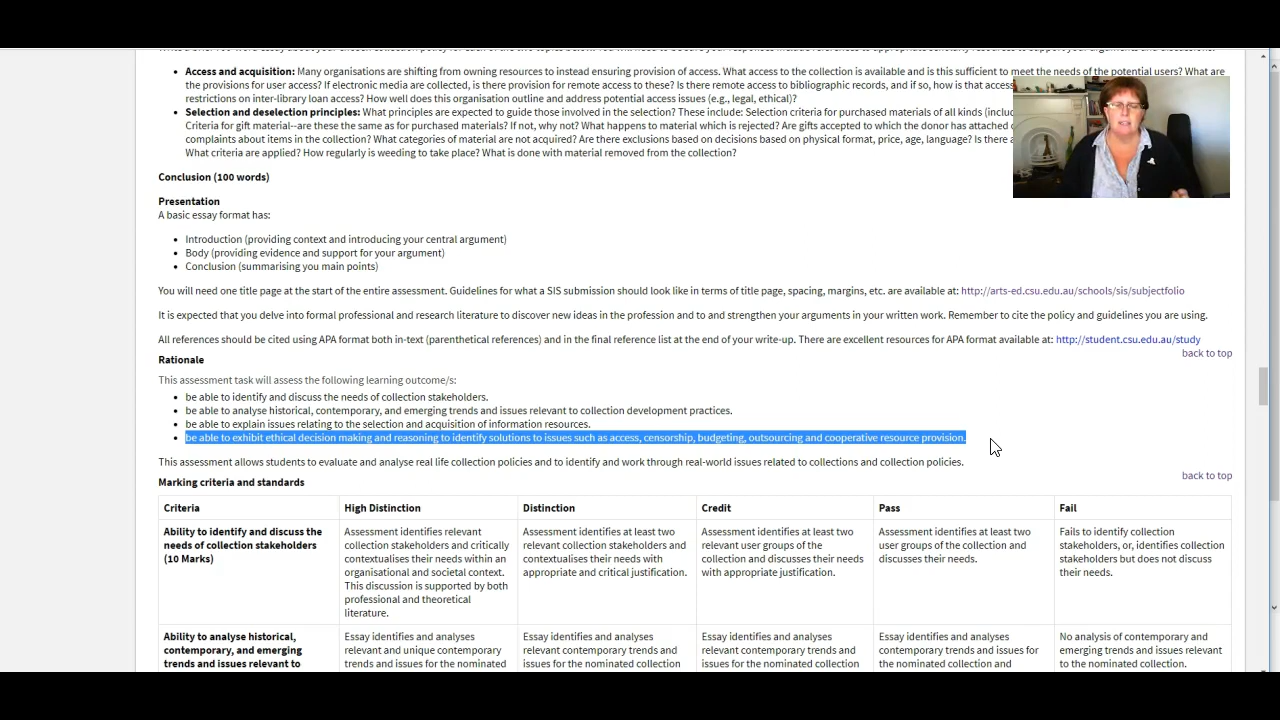 Access and acquisition: Many organisations are shifting from owning resources to instead ensuring provision of access. What access to the collection is available and is this sufficient to meet the needs of the potential users? What are
the provisions for user access? If electronic media are collected, is there provision for remote access to these? Is there remote access to bibliographic records, and if so, how is that access
restrictions on inter-library loan access? How well does this organisation outline and address potential access issues (e.g., legal, ethical)?
Selection and deselection principles: What principles are expected to guide those involved in the selection? These include: Selection criteria for purchased materials of all kinds
Criteria for gift material--are these the same as for purchased materials? If not, why not? What happens to material which is rejected? Are gifts accepted to which the donor has attached
complaints about items in the collection? What categories of material are not acquired? Are there exclusions based on decisions based on physical format, price, age, language? Is there
What criteria are applied? How regularly is weeding to take place? What is done with material removed from the collection?
Conclusion (100 words)
Presentation
A basic essay format has:
Introduction (providing context and introducing your central argument)
Body (providing evidence and support for your argument)
Conclusion (summarising you main points)
You will need one title page at the start of the entire assessment. Guidelines for what a SIS submission should look like in terms of title page, spacing, margins, etc. are available at: http://arts-ed.csu.edu.au/schools/sis/subjectfolio
It is expected that you delve into formal professional and research literature to discover new ideas in the profession and to and strengthen your arguments in your written work. Remember to cite the policy and guidelines you are using.
All references should be cited using APA format both in-text (parenthetical references) and in the final reference list at the end of your write-up. There are excellent resources for APA format available at: http://student.csu.edu.au/study
back to top
Rationale
This assessment task will assess the following learning outcome/s:
be able to identify and discuss the needs of collection stakeholders.
be able to analyse historical, contemporary, and emerging trends and issues relevant to collection development practices.
be able to explain issues relating to the selection and acquisition of information resources.
be able to exhibit ethical decision making and reasoning to identify solutions to issues such as access, censorship, budgeting, outsourcing and cooperative resource provision.
This assessment allows students to evaluate and analyse real life collection policies and to identify and work through real-world issues related to collections and collection policies.
back to top
Marking criteria and standards
Criteria High Distinction Distinction Credit Pass Fail
Ability to identify and discuss the
needs of collection stakeholders
(10 Marks)
Assessment identifies relevant
collection stakeholders and critically
contextualises their needs within an
organisational and societal context.
This discussion is supported by both
professional and theoretical
literature.
Assessment identifies at least two
relevant collection stakeholders and
contextualises their needs with
appropriate and critical justification.
Assessment identifies at least two
relevant user groups of the
collection and discusses their needs
with appropriate justification.
Assessment identifies at least two
user groups of the collection and
discusses their needs.
Fails to identify collection
stakeholders, or, identifies collection
stakeholders but does not discuss
their needs.
Ability to analyse historical,
contemporary, and emerging
trends and issues relevant to
Essay identifies and analyses
relevant and unique contemporary
trends and issues for the nominated
Essay identifies and analyses
relevant contemporary trends and
issues for the nominated collection
Essay identifies and analyses
relevant contemporary trends and
issues for the nominated collection
Essay identifies and analyses
contemporary trends and issues for
the nominated collection and
No analysis of contemporary and
emerging trends and issues relevant
to the nominated collection.